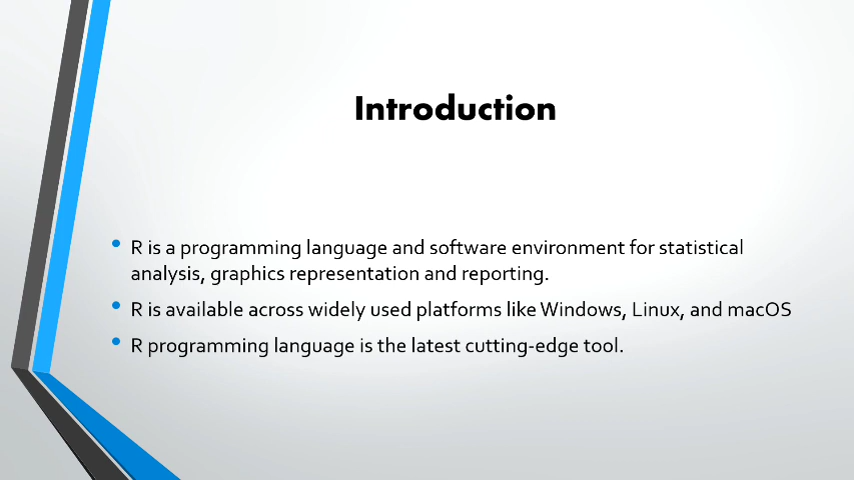 Introduction
• R is a programming language and software environment for statistical
analysis, graphics representation and reporting.
• R is available across widely used platforms like Windows, Linux, and macOS
• R programming language is the latest cutting-edge tool.